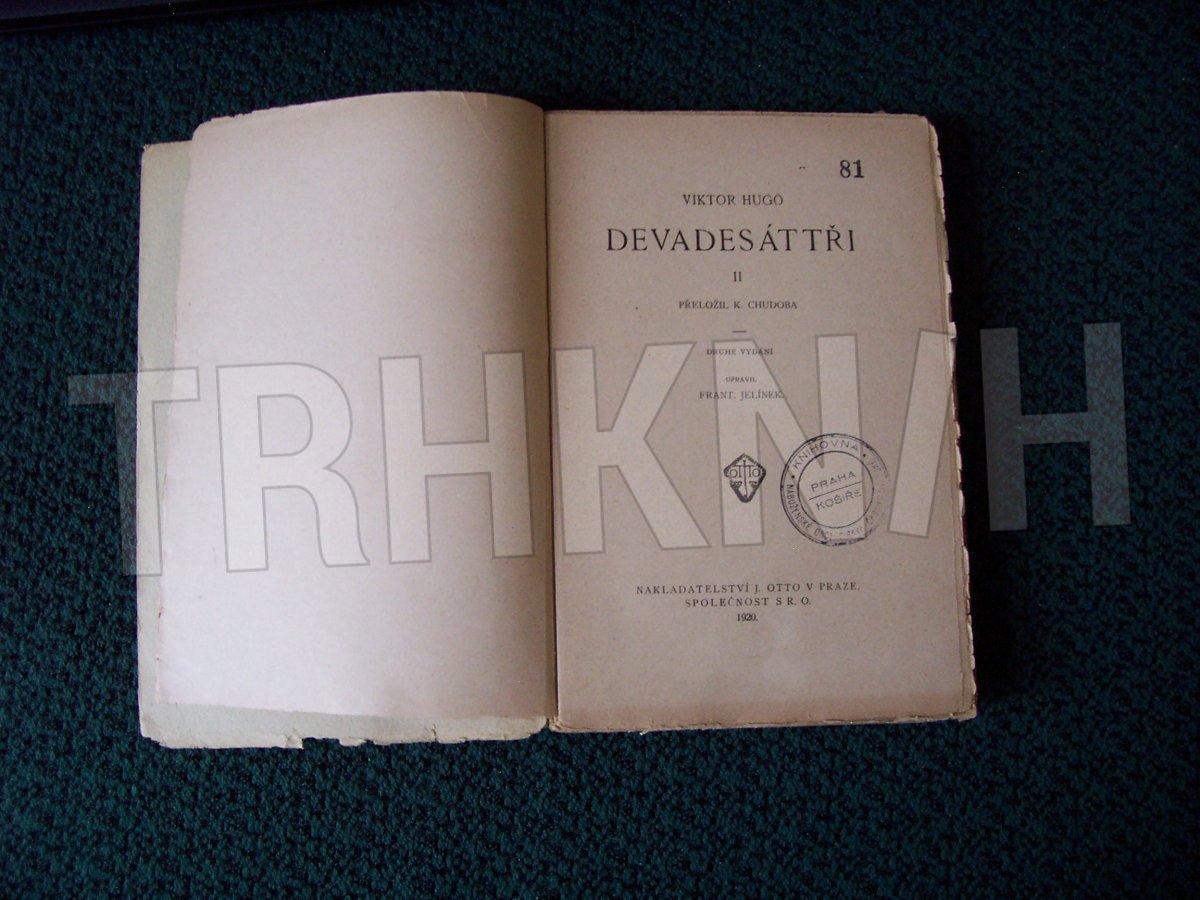 81
VIKTOR HUGO
DEVADESÁTTŘI
II
PŘELOŽIL K. CHUDOBA
DRUHÉ VYDÁNÍ
UPRAVIL
FRANT. JELÍNEK.
OTTO
KNIHOVNA
NÁBOŽENSKÉ
PRAHA
KOŠÍŘE
NAKLADATELSTVÍ J. OTTO V PRAZE,
SPOLEČNOST S R. O.
1920.
TRHKNIH